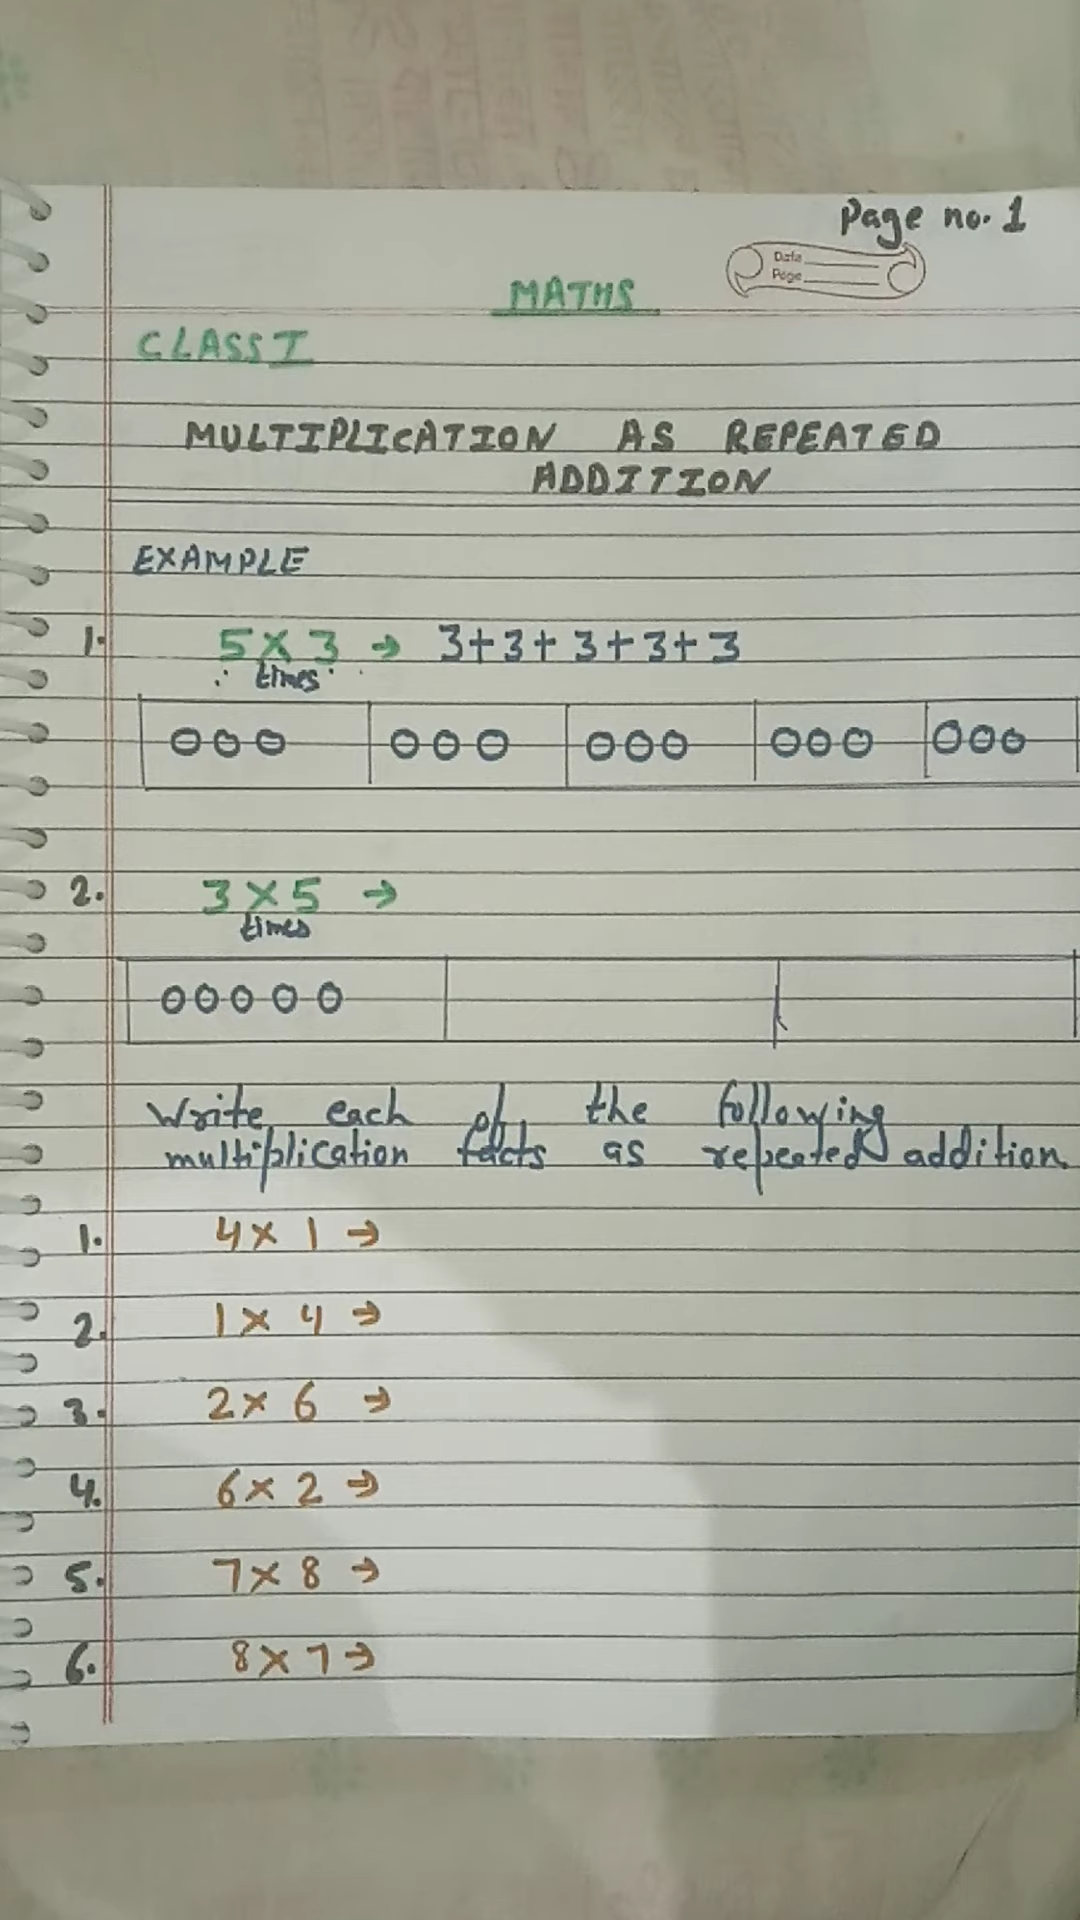 Page no. 1
Date
Page
MATHS
CLASS I
MULTIPLICATION AS REPEATED
ADDITION
EXAMPLE
1. 5 × 3 → 3+3+3+3+3
times
2. 3 × 5 →
times
Write each of the following
multiplication facts as repeated addition.
1. 4 × 1 →
2. 1 × 4 →
3. 2 × 6 →
4. 6 × 2 →
5. 7 × 8 →
6. 8 × 7 →